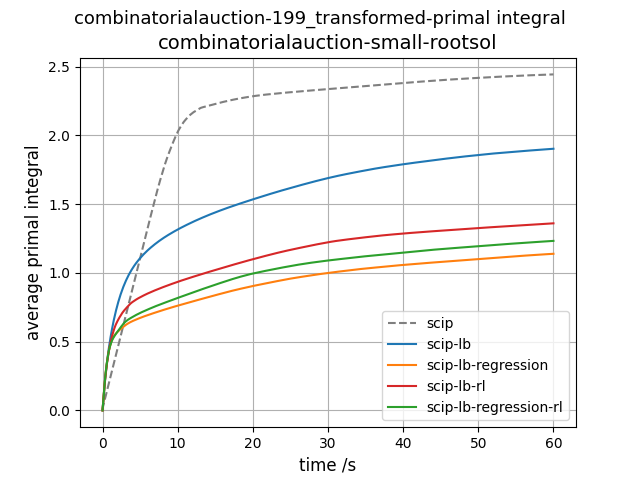 combinatorialauction-199_transformed-primal integral
combinatorialauction-small-rootsol
2.5
2.0
1.5
1.0
0.5
0.0
average primal integral
scip
scip-lb
scip-lb-regression
scip-lb-rl
scip-lb-regression-rl
0 10 20 30 40 50 60
time /s